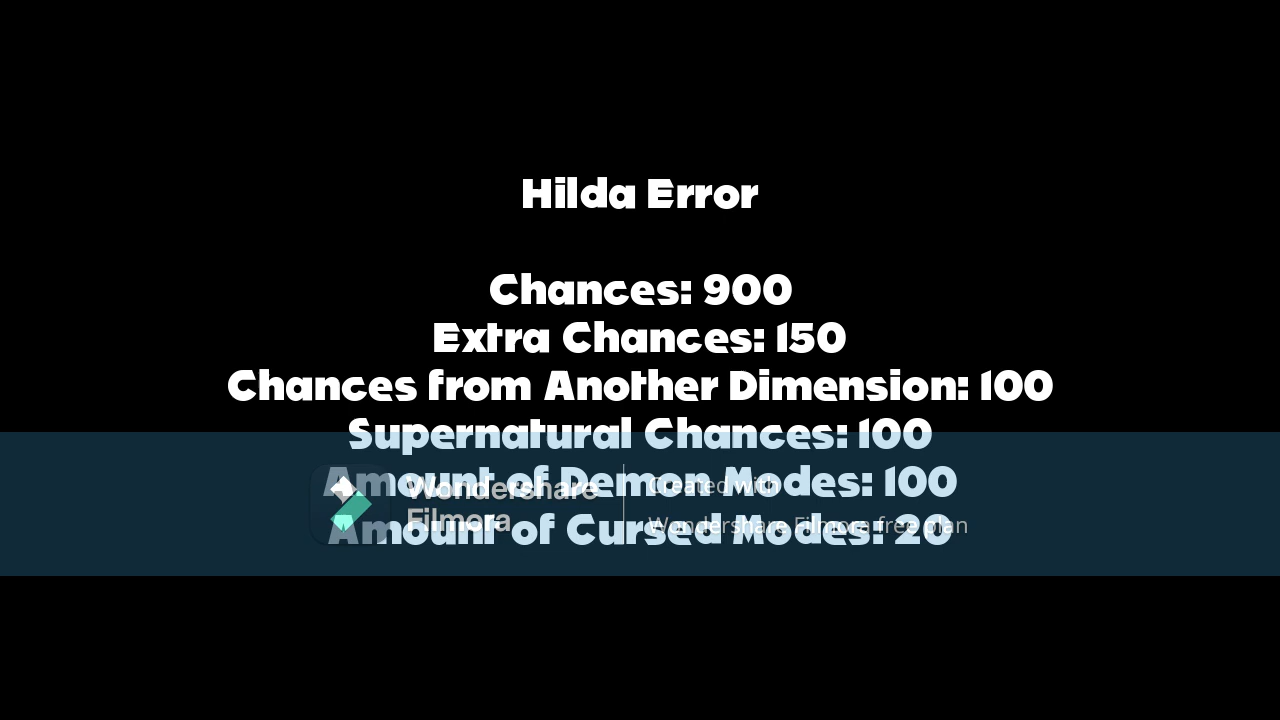 Hilda Error
Chances: 900
Extra Chances: 150
Chances from Another Dimension: 100
Supernatural Chances: 100
Amount of Demon Modes: 100
Amount of Cursed Modes: 20
Wondershare
Filmora
Created with
Wondershare Filmora free plan